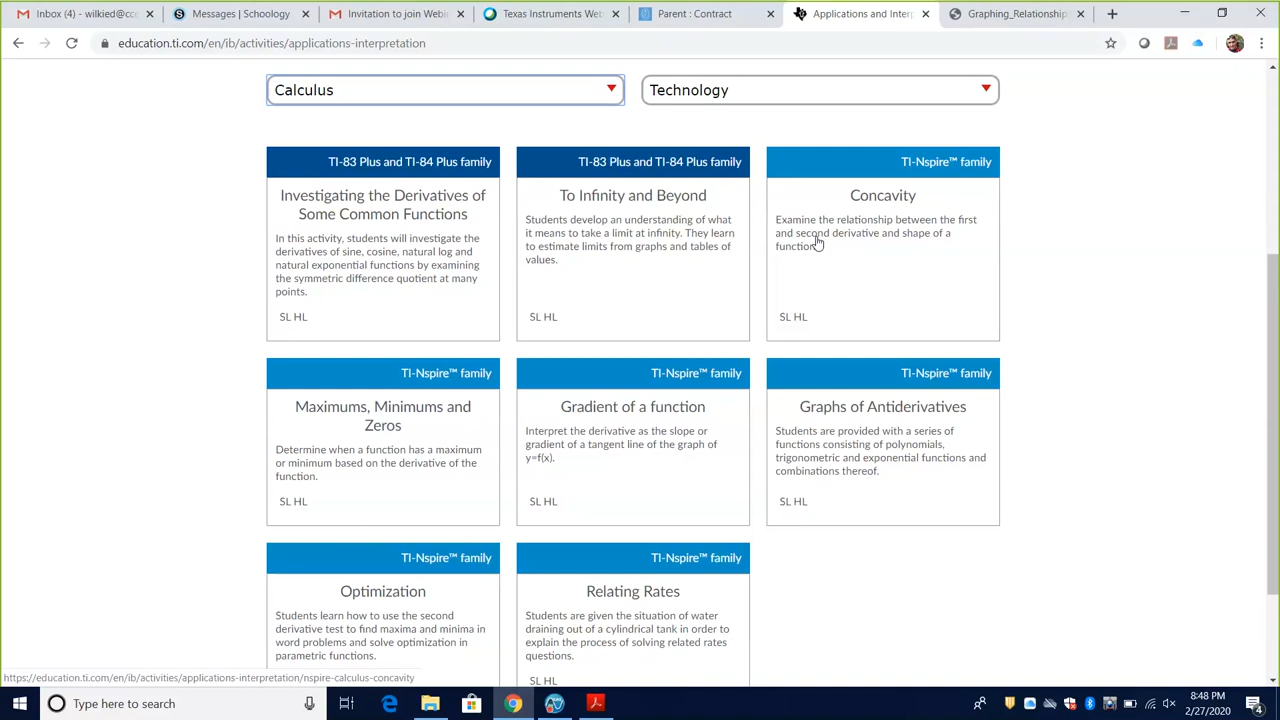 Inbox (4) - wilkied@cce
Messages | Schoology
Invitation to join Webin
Texas Instruments Web
Parent : Contract
Applications and Interp
Graphing_Relationship
education.ti.com/en/ib/activities/applications-interpretation
Calculus
Technology
TI-83 Plus and TI-84 Plus family
Investigating the Derivatives of
Some Common Functions
In this activity, students will investigate the
derivatives of sine, cosine, natural log and
natural exponential functions by examining
the symmetric difference quotient at many
points.
SL HL
TI-83 Plus and TI-84 Plus family
To Infinity and Beyond
Students develop an understanding of what
it means to take a limit at infinity. They learn
to estimate limits from graphs and tables of
values.
SL HL
TI-Nspire™ family
Concavity
Examine the relationship between the first
and second derivative and shape of a
function.
SL HL
TI-Nspire™ family
Maximums, Minimums and
Zeros
Determine when a function has a maximum
or minimum based on the derivative of the
function.
SL HL
TI-Nspire™ family
Gradient of a function
Interpret the derivative as the slope or
gradient of a tangent line of the graph of
y=f(x).
SL HL
TI-Nspire™ family
Graphs of Antiderivatives
Students are provided with a series of
functions consisting of polynomials,
trigonometric and exponential functions and
combinations thereof.
SL HL
TI-Nspire™ family
Optimization
Students learn how to use the second
derivative test to find maxima and minima in
word problems and solve optimization in
parametric functions.
TI-Nspire™ family
Relating Rates
Students are given the situation of water
draining out of a cylindrical tank in order to
explain the process of solving related rates
questions.
SL HL
https://education.ti.com/en/ib/activities/applications-interpretation/nspire-calculus-concavity
Type here to search
8:48 PM
2/27/2020
4